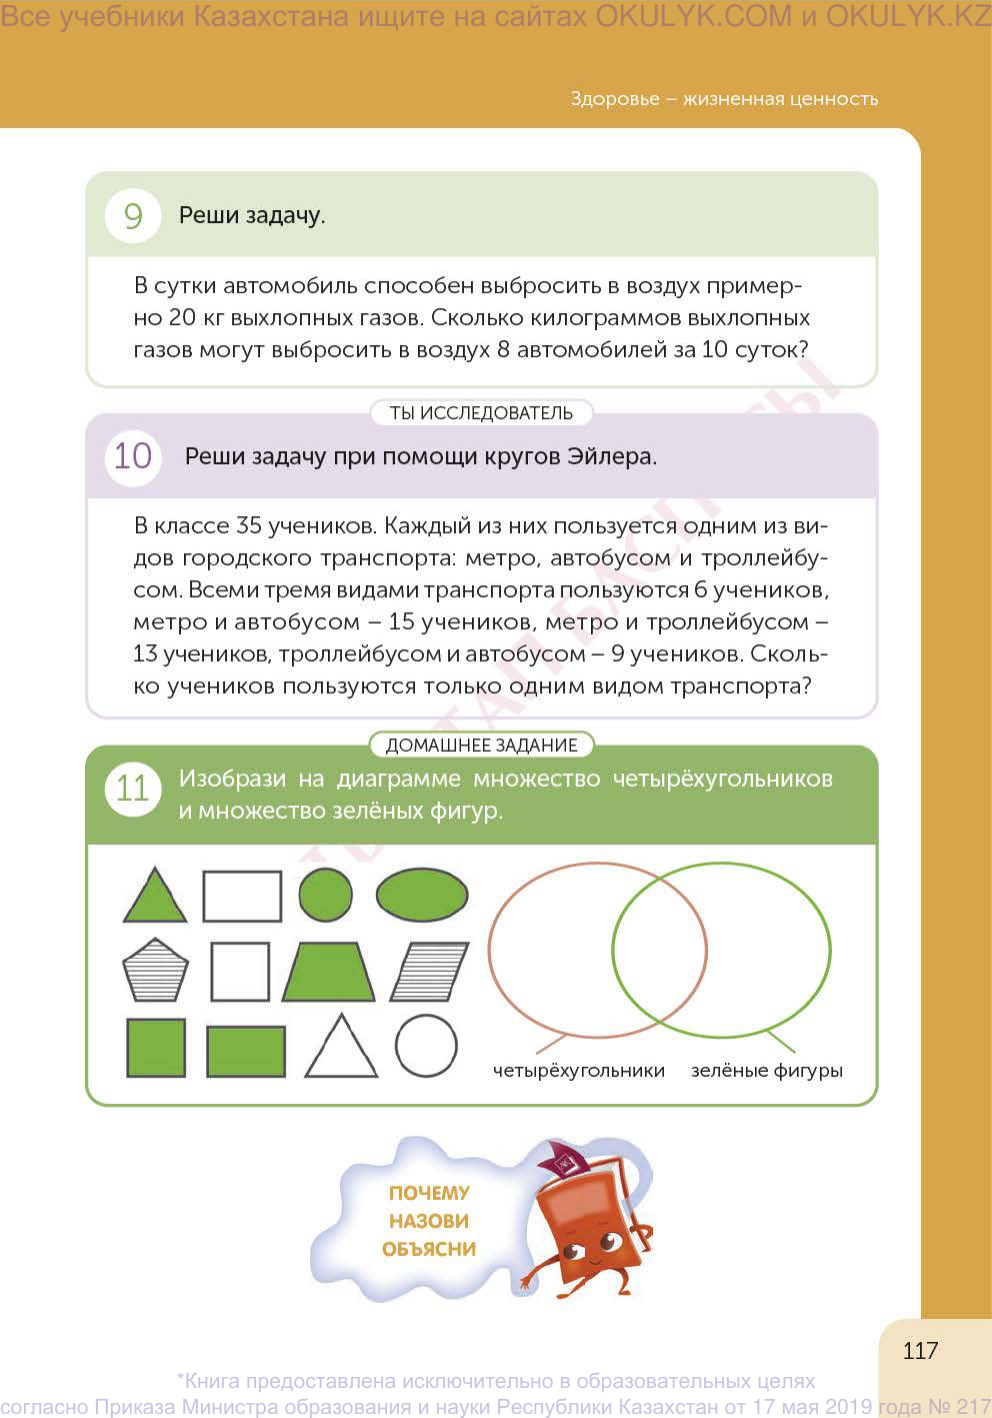 Все учебники Казахстана ищите на сайтах OKULYK.COM и OKULYK.KZ
Здоровье – жизненная ценность
9 Реши задачу.
В сутки автомобиль способен выбросить в воздух пример-
но 20 кг выхлопных газов. Сколько килограммов выхлопных
газов могут выбросить в воздух 8 автомобилей за 10 суток?
ТЫ ИССЛЕДОВАТЕЛЬ
10 Реши задачу при помощи кругов Эйлера.
В классе 35 учеников. Каждый из них пользуется одним из ви-
дов городского транспорта: метро, автобусом и троллейбу-
сом. Всеми тремя видами транспорта пользуются 6 учеников,
метро и автобусом – 15 учеников, метро и троллейбусом –
13 учеников, троллейбусом и автобусом – 9 учеников. Сколь-
ко учеников пользуются только одним видом транспорта?
ДОМАШНЕЕ ЗАДАНИЕ
11 Изобрази на диаграмме множество четырёхугольников
и множество зелёных фигур.
четырёхугольники зелёные фигуры
ПОЧЕМУ
НАЗОВИ
ОБЪЯСНИ
117
*Книга предоставлена исключительно в образовательных целях
согласно Приказа Министра образования и науки Республики Казахстан от 17 мая 2019 года № 217